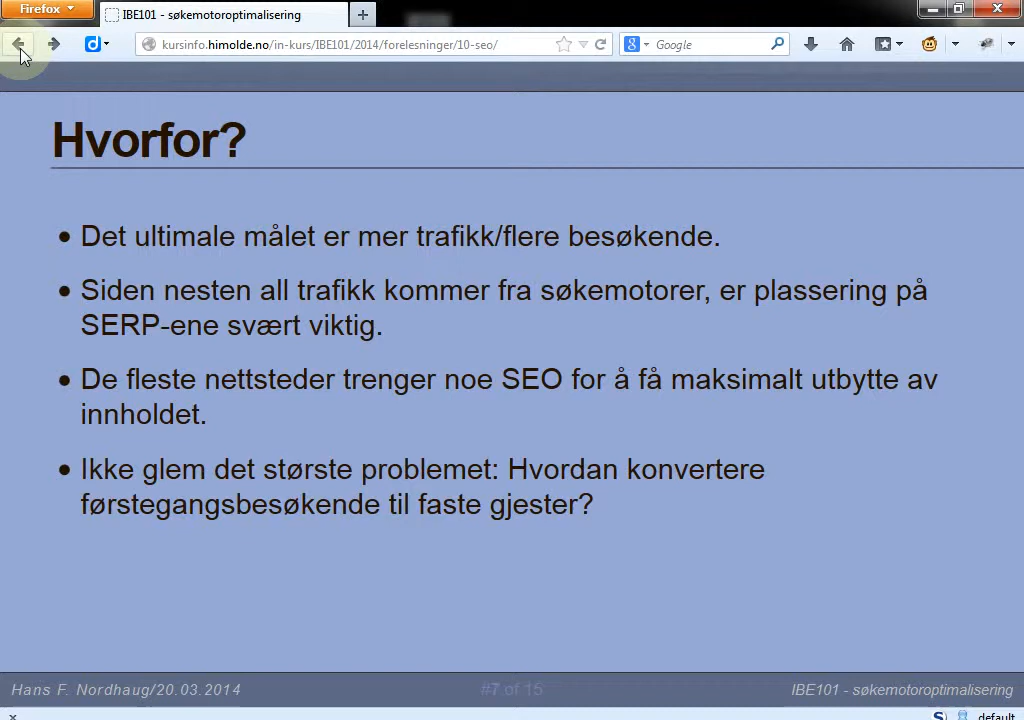 Firefox
IBE101 - søkemotoroptimalisering
kursinfo.himolde.no/in-kurs/IBE101/2014/forelesninger/10-seo/
Google
Hvorfor?
Det ultimale målet er mer trafikk/flere besøkende.
Siden nesten all trafikk kommer fra søkemotorer, er plassering på
SERP-ene svært viktig.
De fleste nettsteder trenger noe SEO for å få maksimalt utbytte av
innholdet.
Ikke glem det største problemet: Hvordan konvertere
førstegangsbesøkende til faste gjester?
Hans F. Nordhaug/20.03.2014
#7 of 15
IBE101 - søkemotoroptimalisering
default